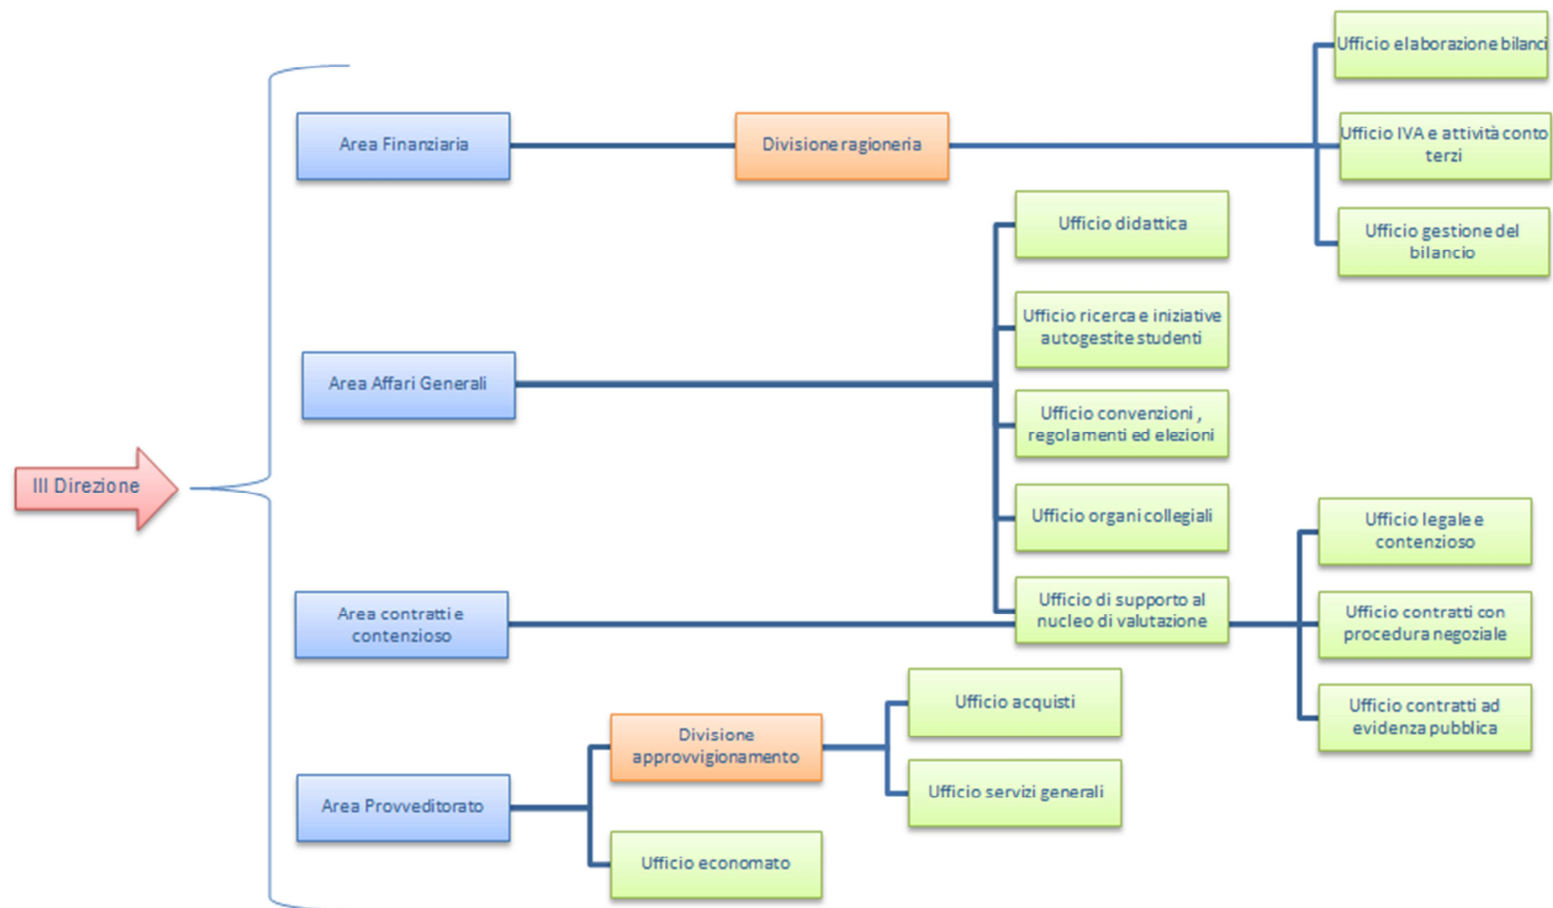 III Direzione
Area Finanziaria
Divisione ragioneria
Ufficio elaborazione bilanci
Ufficio IVA e attività conto
terzi
Ufficio gestione del
bilancio
Area Affari Generali
Ufficio didattica
Ufficio ricerca e iniziative
autogestite studenti
Ufficio convenzioni ,
regolamenti ed elezioni
Ufficio organi collegiali
Ufficio di supporto al
nucleo di valutazione
Area contratti e
contenzioso
Ufficio legale e
contenzioso
Ufficio contratti con
procedura negoziale
Ufficio contratti ad
evidenza pubblica
Area Provveditorato
Divisione
approvvigionamento
Ufficio acquisti
Ufficio servizi generali
Ufficio economato